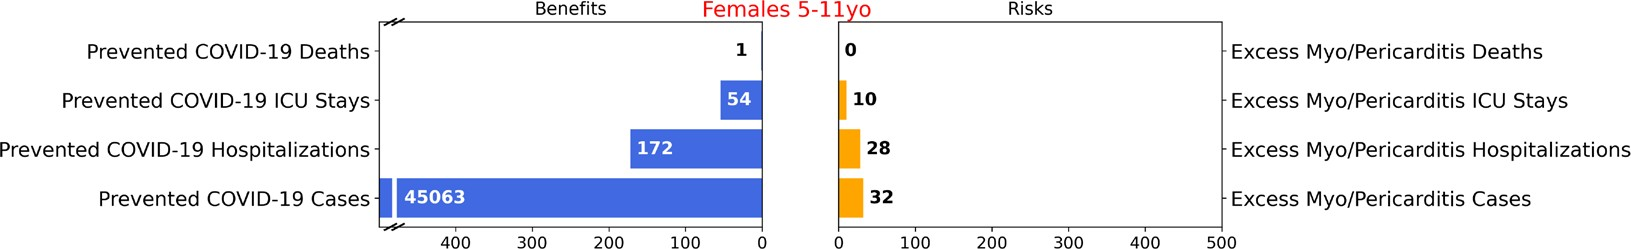 Benefits Females 5-11yo Risks
Prevented COVID-19 Deaths 1 0 Excess Myo/Pericarditis Deaths
Prevented COVID-19 ICU Stays 54 10 Excess Myo/Pericarditis ICU Stays
Prevented COVID-19 Hospitalizations 172 28 Excess Myo/Pericarditis Hospitalizations
Prevented COVID-19 Cases 45063 32 Excess Myo/Pericarditis Cases
400 300 200 100 0 0 100 200 300 400 500